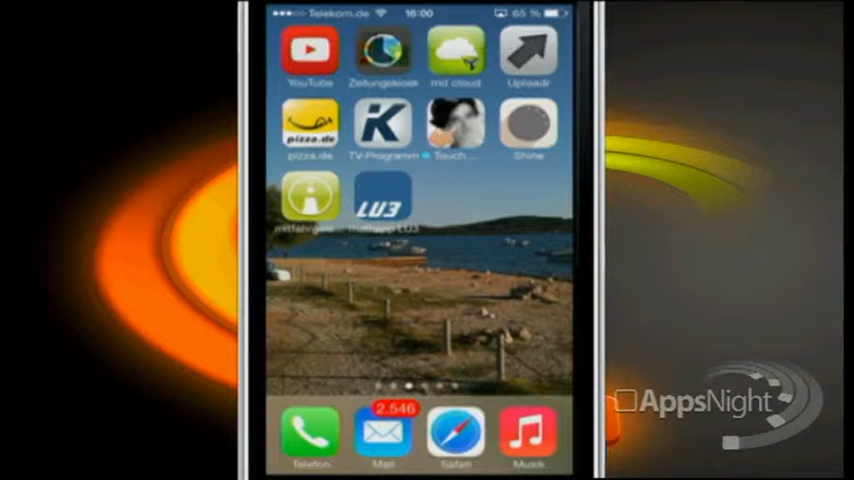 Telekom.de 16:00 65 %
YouTube Zeitungskiosk md cloud Uploadr
pizza.de
pizza.de TV-Programm Touch... Shine
LU3
LU3
AppsNight
2.546
Telefon Mail Safari Musik